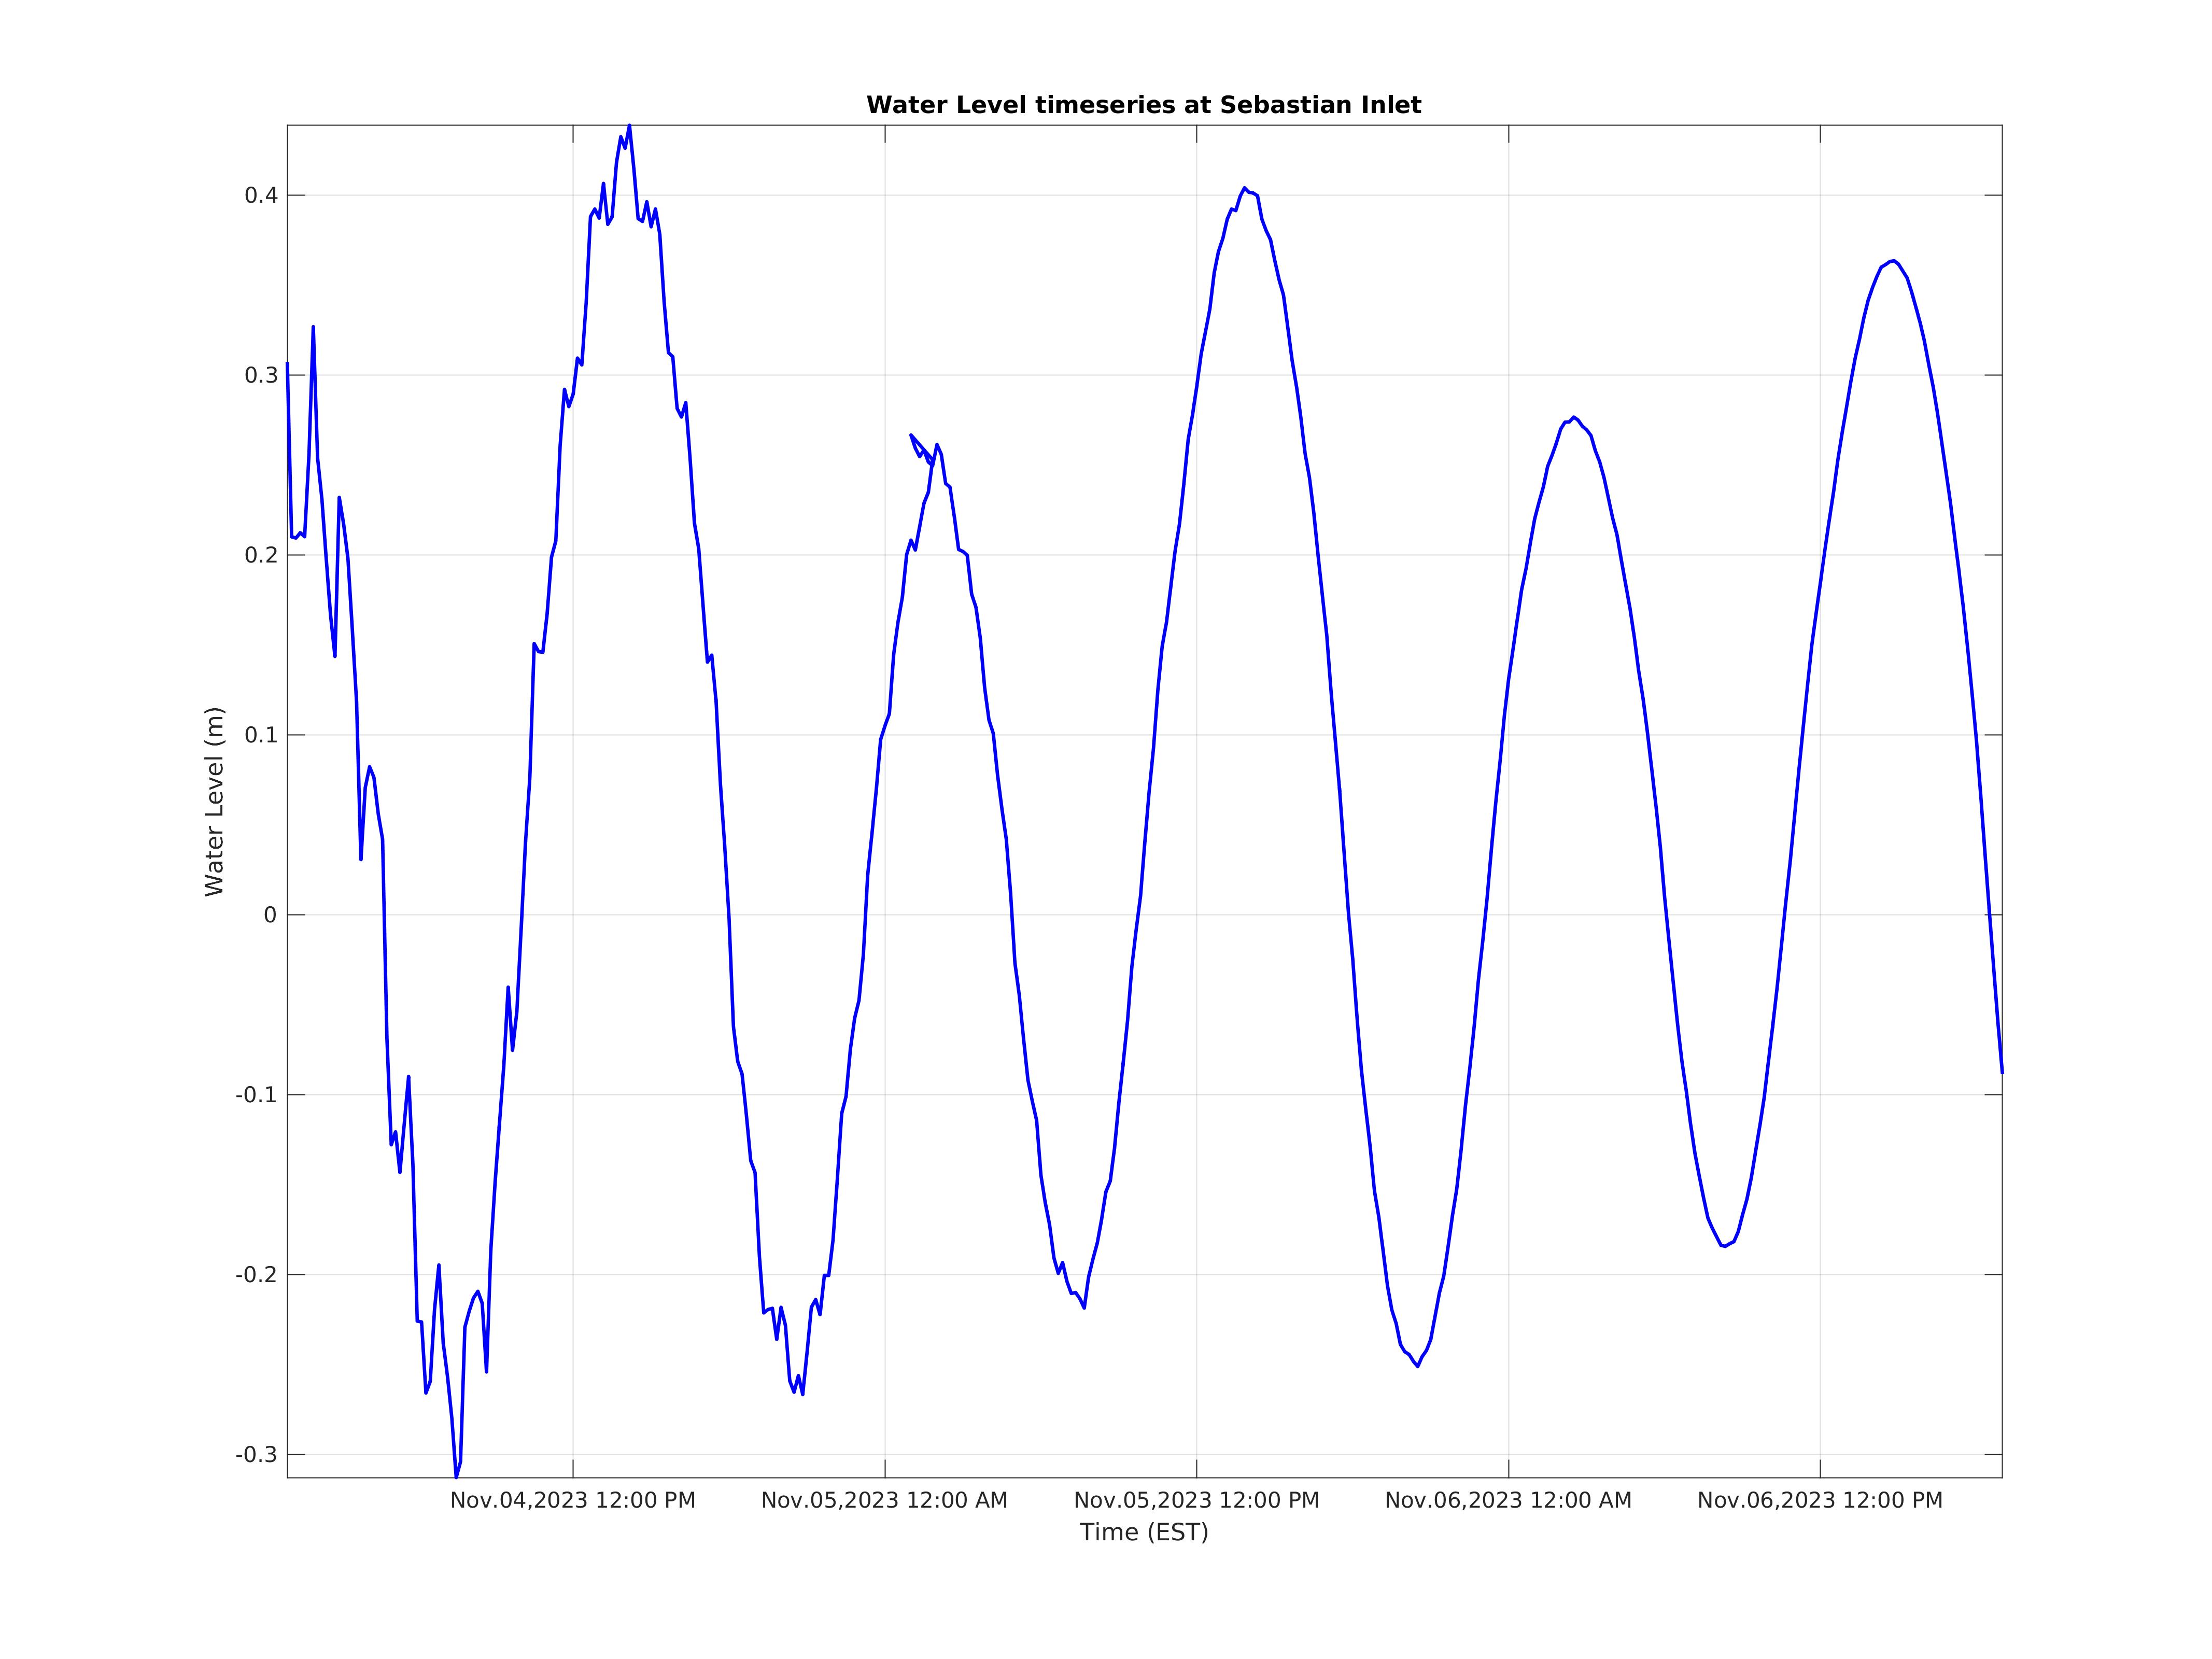 Water Level timeseries at Sebastian Inlet
0.4
0.3
0.2
0.1
0
-0.1
-0.2
-0.3
Water Level (m)
Nov.04,2023 12:00 PM
Nov.05,2023 12:00 AM
Nov.05,2023 12:00 PM
Nov.06,2023 12:00 AM
Nov.06,2023 12:00 PM
Time (EST)